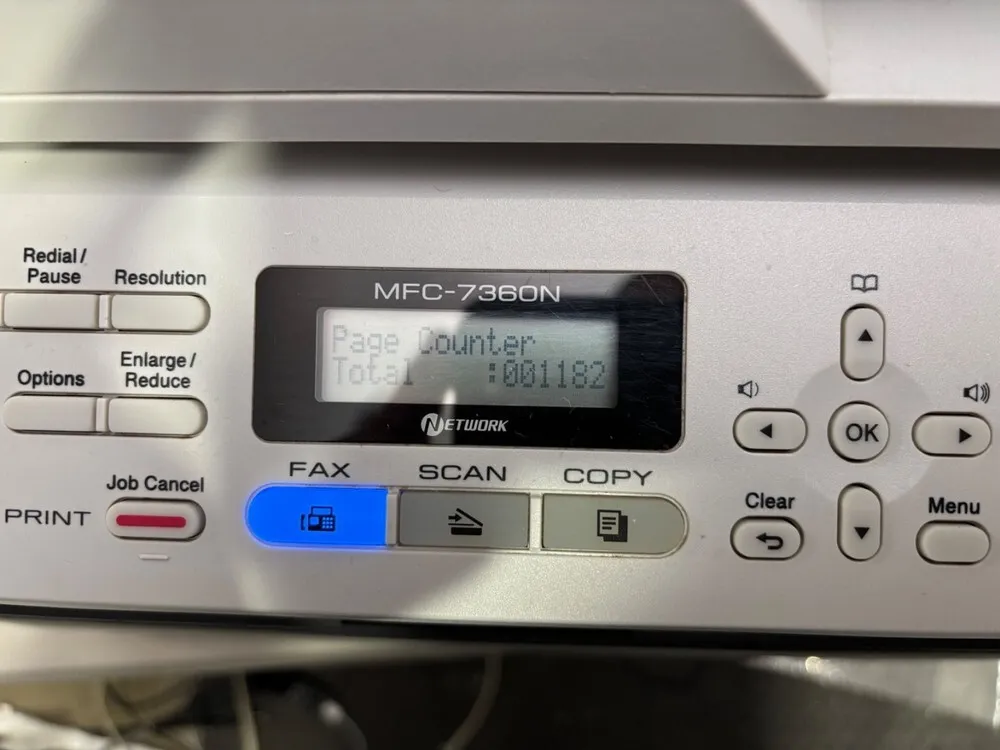 Redial /
Pause
Resolution
MFC-7360N
Page Counter
Total :001182
Options
Enlarge /
Reduce
NETWORK
OK
FAX
SCAN
COPY
PRINT
Job Cancel
Clear
Menu